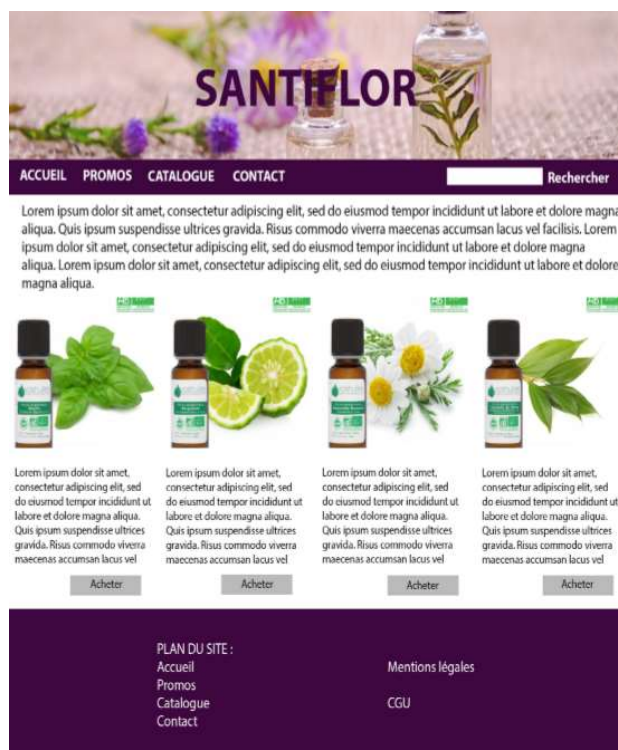 SANTIFLOR
ACCUEIL PROMOS CATALOGUE CONTACT Rechercher
Lorem ipsum dolor sit amet, consectetur adipiscing elit, sed do eiusmod tempor incididunt ut labore et dolore magna
aliqua. Quis ipsum suspendisse ultrices gravida. Risus commodo viverra maecenas accumsan lacus vel facilisis. Lorem
ipsum dolor sit amet, consectetur adipiscing elit, sed do eiusmod tempor incididunt ut labore et dolore magna
aliqua. Lorem ipsum dolor sit amet, consectetur adipiscing elit, sed do eiusmod tempor incididunt ut labore et dolore
magna aliqua.
Lorem ipsum dolor sit amet,
consectetur adipiscing elit, sed
do eiusmod tempor incididunt ut
labore et dolore magna aliqua.
Quis ipsum suspendisse ultrices
gravida. Risus commodo viverra
maecenas accumsan lacus vel
Acheter
Lorem ipsum dolor sit amet,
consectetur adipiscing elit, sed
do eiusmod tempor incididunt ut
labore et dolore magna aliqua.
Quis ipsum suspendisse ultrices
gravida. Risus commodo viverra
maecenas accumsan lacus vel
Acheter
Lorem ipsum dolor sit amet,
consectetur adipiscing elit, sed
do eiusmod tempor incididunt ut
labore et dolore magna aliqua.
Quis ipsum suspendisse ultrices
gravida. Risus commodo viverra
maecenas accumsan lacus vel
Acheter
Lorem ipsum dolor sit amet,
consectetur adipiscing elit, sed
do eiusmod tempor incididunt ut
labore et dolore magna aliqua.
Quis ipsum suspendisse ultrices
gravida. Risus commodo viverra
maecenas accumsan lacus vel
Acheter
PLAN DU SITE :
Accueil
Promos
Catalogue
Contact
Mentions légales
CGU